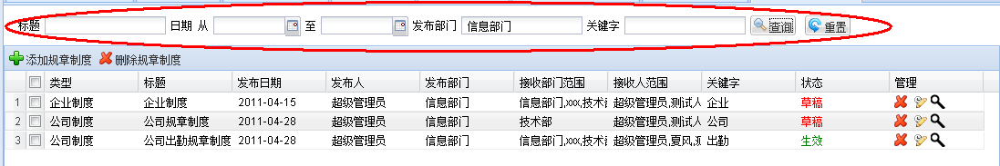 标题 日期 从 至 发布部门 信息部门 关键字 查询 重置
添加规章制度 删除规章制度
类型 标题 发布日期 发布人 发布部门 接收部门范围 接收人范围 关键字 状态 管理
1 企业制度 企业制度 2011-04-15 超级管理员 信息部门 信息部门,xxx,技术部 超级管理员,测试人 企业 草稿
2 公司制度 公司规章制度 2011-04-28 超级管理员 信息部门 技术部 超级管理员,测试人 公司 草稿
3 公司制度 公司出勤规章制度 2011-04-28 超级管理员 信息部门 信息部门,xxx,技术部 超级管理员,夏风, 出勤 生效